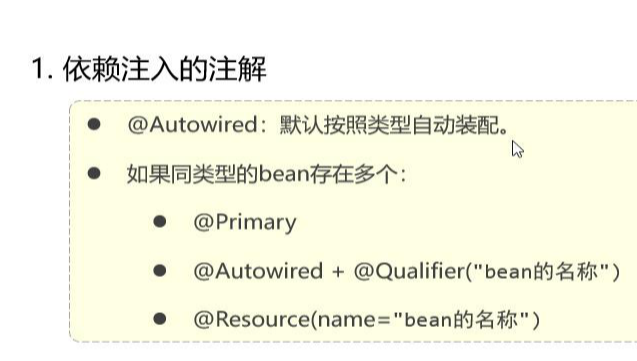 1. 依赖注入的注解
@Autowired：默认按照类型自动装配。
如果同类型的bean存在多个：
@Primary
@Autowired + @Qualifier("bean的名称")
@Resource(name="bean的名称")